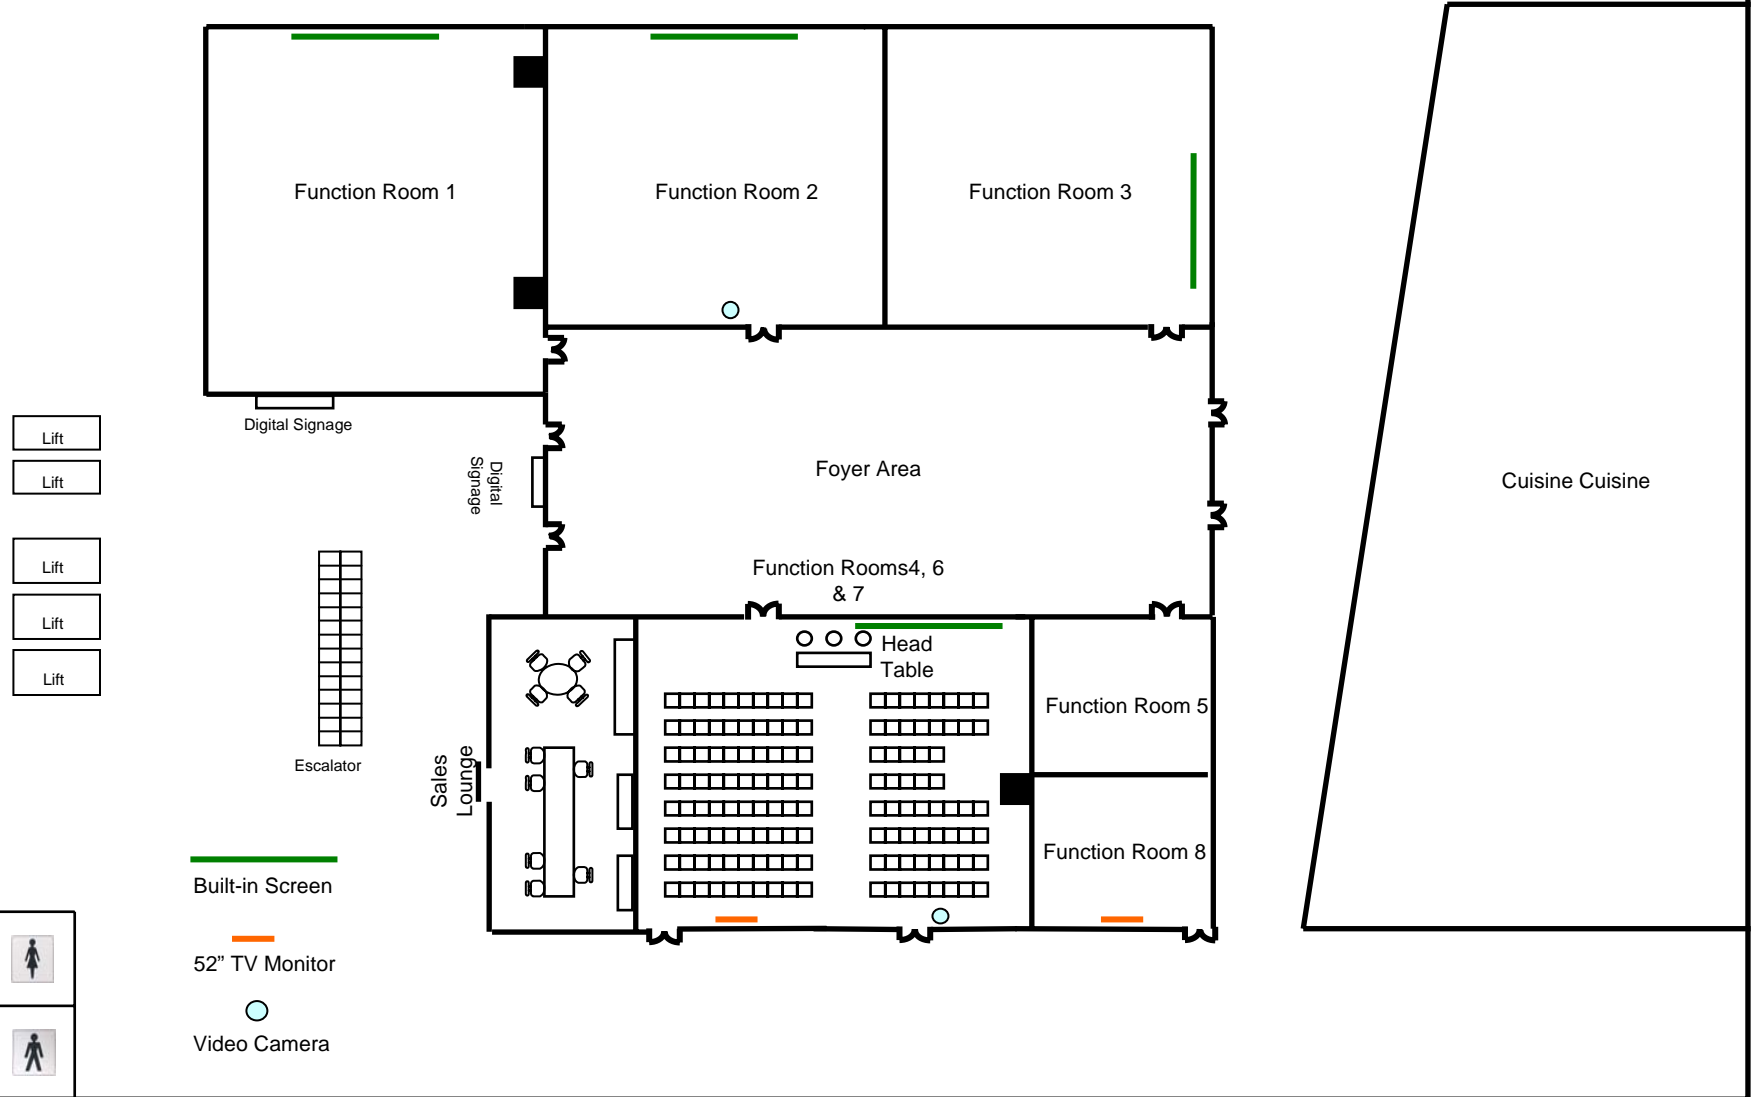 Function Room 1
Function Room 2
Function Room 3
Digital Signage
Lift
Lift
Lift
Lift
Lift
Digital
Signage
Foyer Area
Cuisine Cuisine
Function Rooms4, 6
& 7
Head
Table
Function Room 5
Function Room 8
Escalator
Sales
Lounge
Built-in Screen
52” TV Monitor
Video Camera